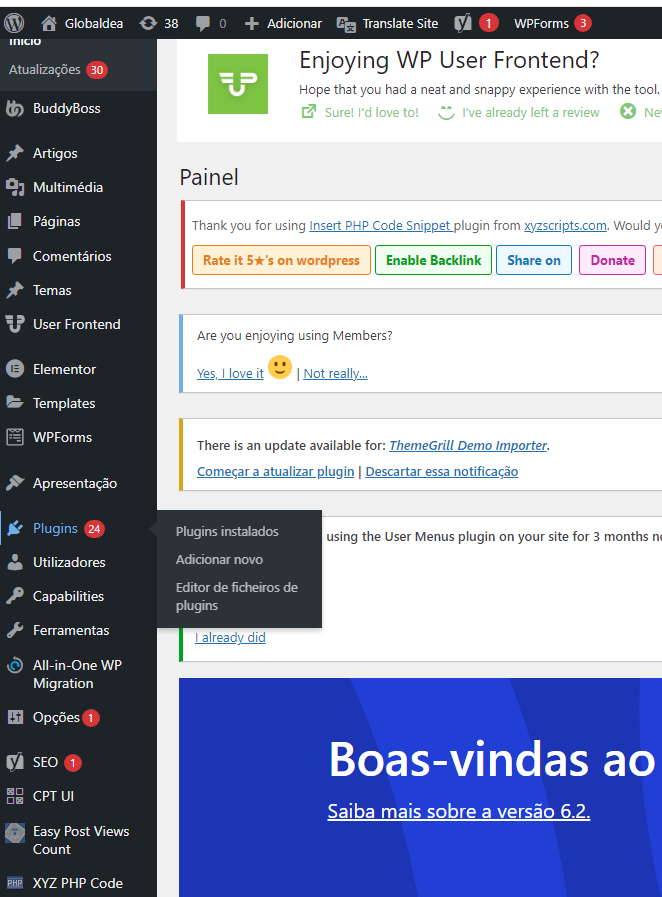 Globaldea
38
0
Adicionar
Translate Site
1
WPForms
3
Início
Atualizações
30
BuddyBoss
Artigos
Multimédia
Páginas
Comentários
Temas
User Frontend
Elementor
Templates
WPForms
Apresentação
Plugins
24
Plugins instalados
Adicionar novo
Editor de ficheiros de
plugins
Utilizadores
Capabilities
Ferramentas
All-in-One WP
Migration
Opções
1
SEO
1
CPT UI
Easy Post Views
Count
PHP
XYZ PHP Code
UP
Enjoying WP User Frontend?
Hope that you had a neat and snappy experience with the tool.
Sure! I'd love to!
I've already left a review
Painel
Thank you for using Insert PHP Code Snippet plugin from xyzscripts.com. Would
Rate it 5★'s on wordpress
Enable Backlink
Share on
Donate
Are you enjoying using Members?
Yes, I love it
| Not really...
There is an update available for: ThemeGrill Demo Importer.
Começar a atualizar plugin | Descartar essa notificação
using the User Menus plugin on your site for 3 months
I already did
Boas-vindas ao
Saiba mais sobre a versão 6.2.